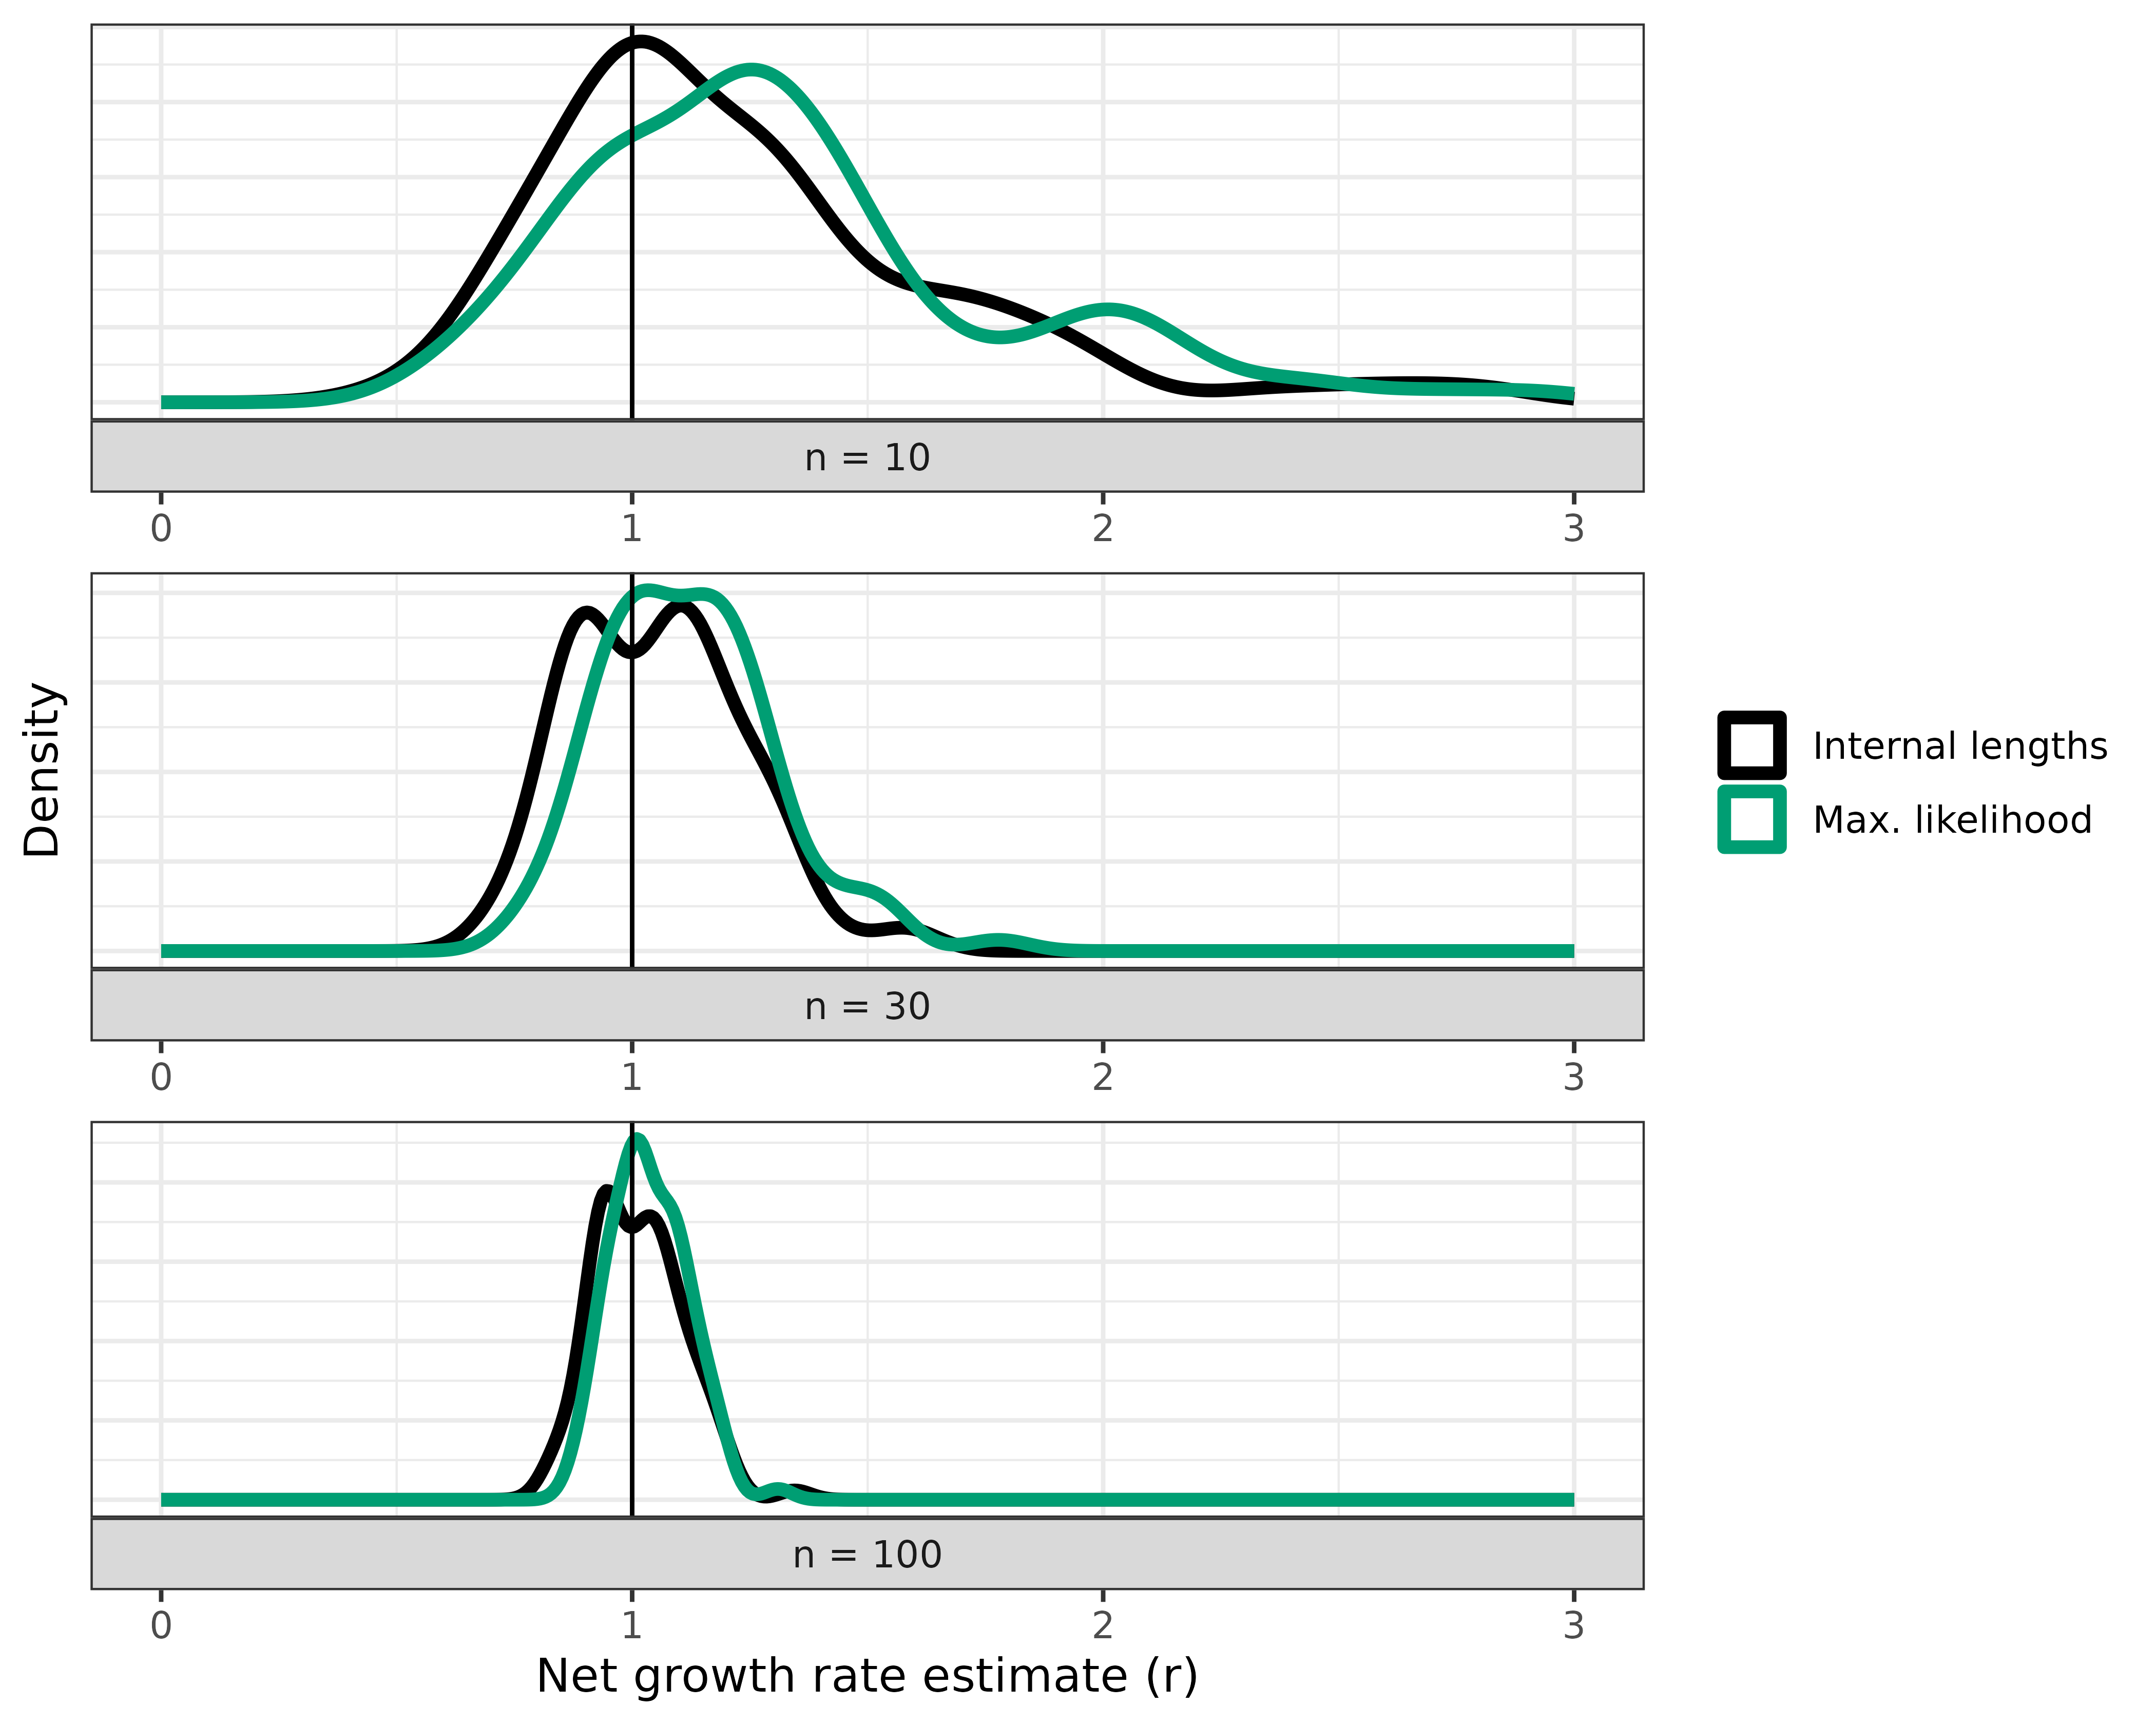 n = 10
0 1 2 3
n = 30
0 1 2 3
n = 100
0 1 2 3
Net growth rate estimate (r)
Density
Internal lengths
Max. likelihood